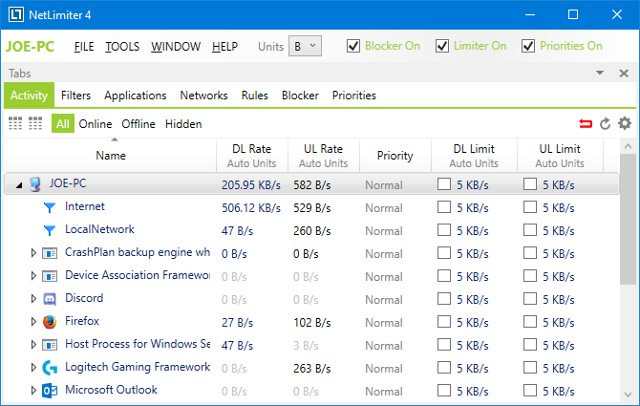 NetLimiter 4
JOE-PC FILE TOOLS WINDOW HELP Units B Blocker On Limiter On Priorities On
Tabs
Activity Filters Applications Networks Rules Blocker Priorities
All Online Offline Hidden
Name DL Rate UL Rate Priority DL Limit UL Limit
Auto Units Auto Units Auto Units Auto Units
JOE-PC 205.95 KB/s 582 B/s Normal 5 KB/s 5 KB/s
Internet 506.12 KB/s 529 B/s Normal 5 KB/s 5 KB/s
LocalNetwork 47 B/s 260 B/s Normal 5 KB/s 5 KB/s
CrashPlan backup engine wh 0 B/s 0 B/s Normal 5 KB/s 5 KB/s
Device Association Framewo 0 B/s 0 B/s Normal 5 KB/s 5 KB/s
Discord 0 B/s 0 B/s Normal 5 KB/s 5 KB/s
Firefox 27 B/s 102 B/s Normal 5 KB/s 5 KB/s
Host Process for Windows Se 47 B/s 3 B/s Normal 5 KB/s 5 KB/s
Logitech Gaming Framework 0 B/s 263 B/s Normal 5 KB/s 5 KB/s
Microsoft Outlook 0 B/s 0 B/s Normal 5 KB/s 5 KB/s